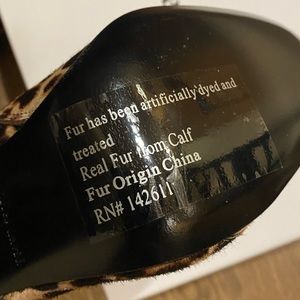 Fur has been artificially dyed and
treated
Real Fur from Calf
Fur Origin China
RN# 142611